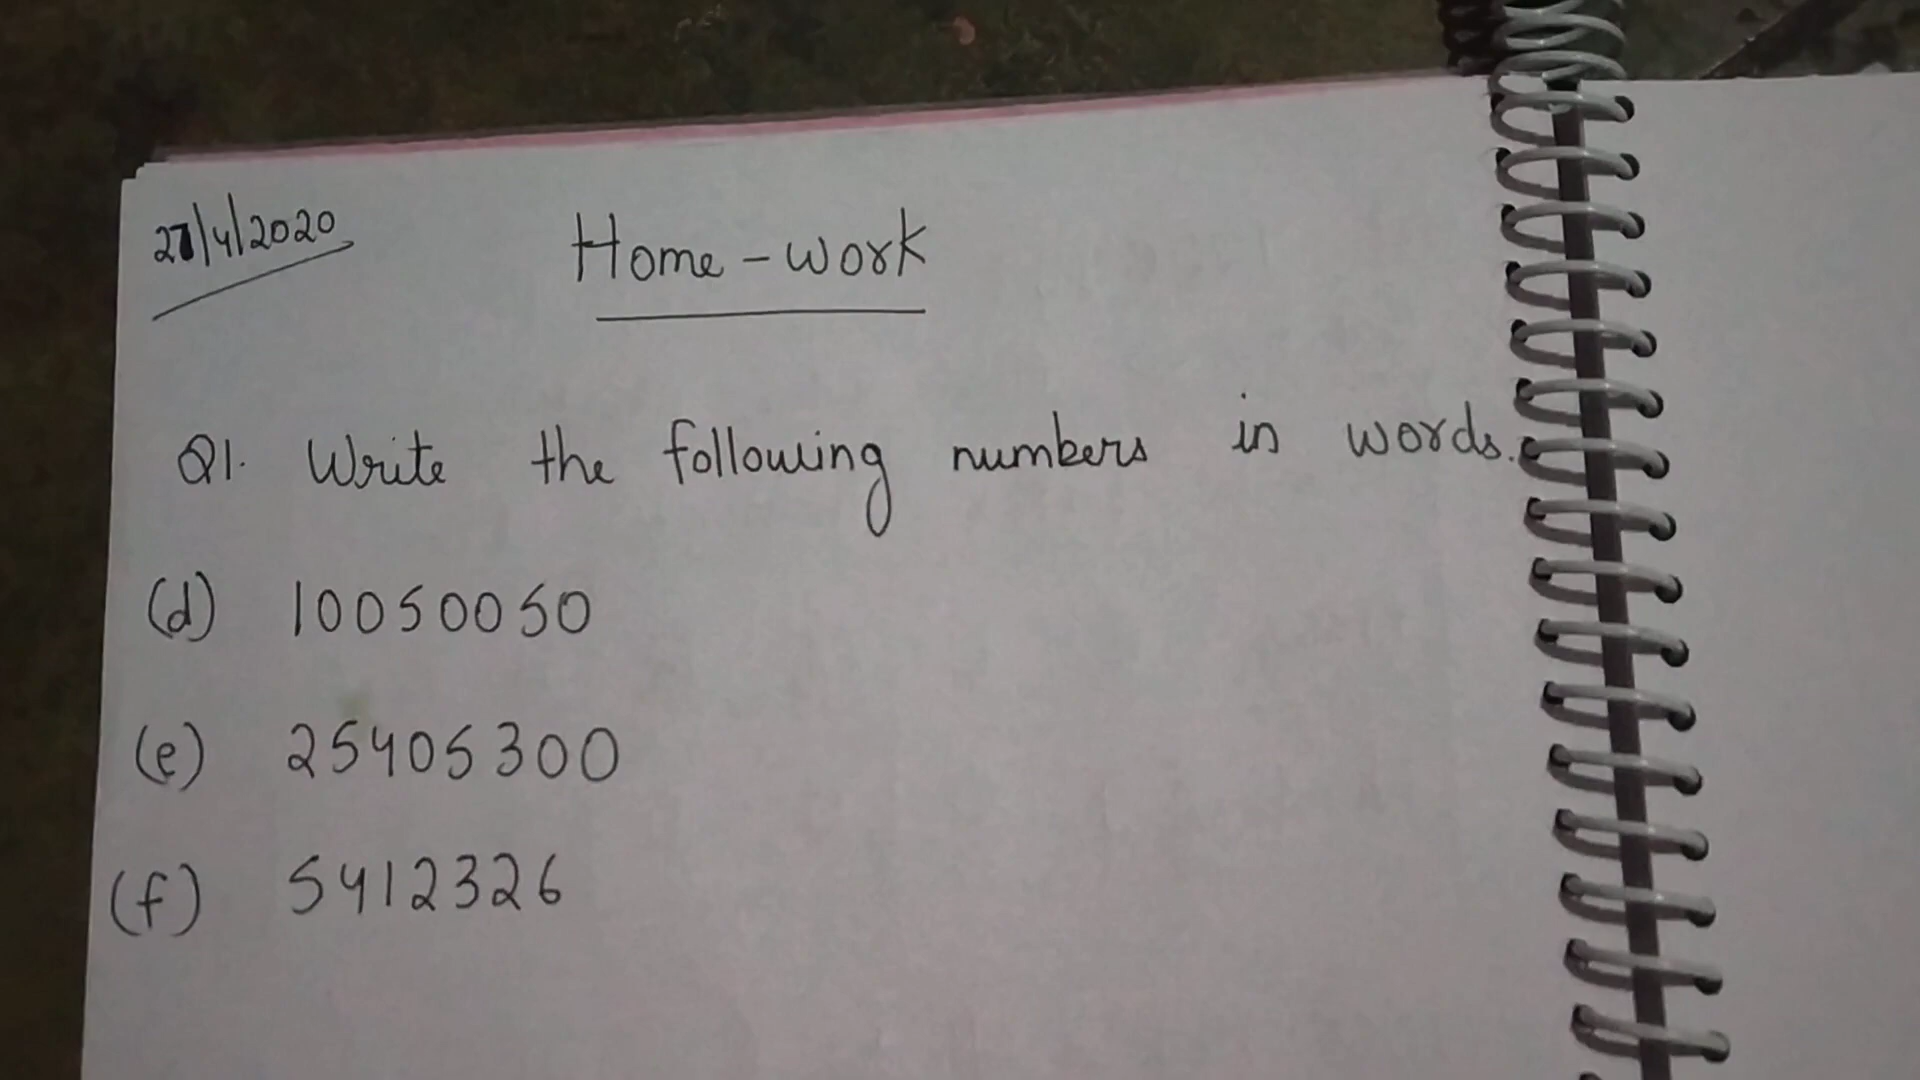 27/4/2020
Home-work
Q1. Write the following numbers in words.
(d) 10050050
(e) 25405300
(f) 5412326